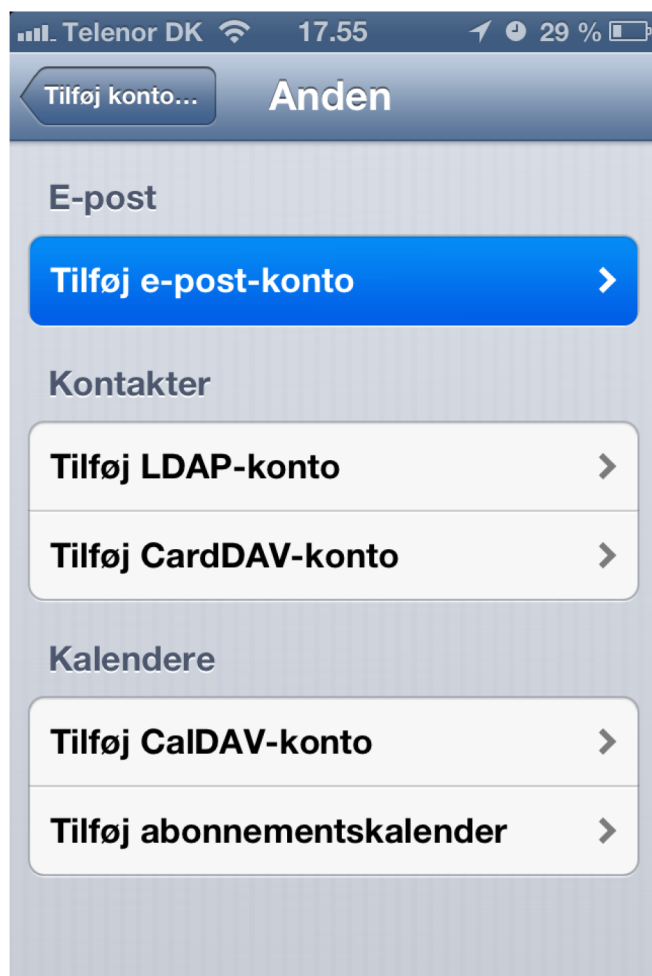 Telenor DK 17.55 29 %
Tilføj konto... Anden
E-post
Tilføj e-post-konto
Kontakter
Tilføj LDAP-konto
Tilføj CardDAV-konto
Kalendere
Tilføj CalDAV-konto
Tilføj abonnementskalender